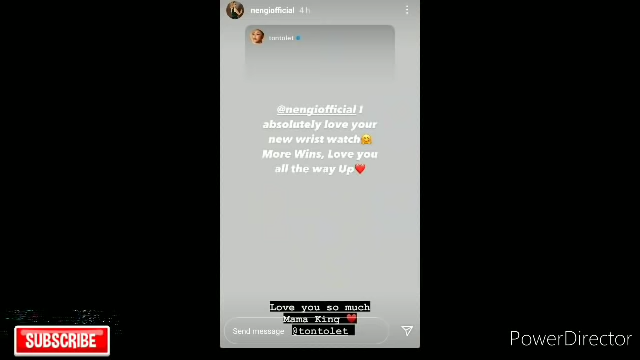 nengiofficial 4 h
tontolet
@nengiofficial I
absolutely love your
new wrist watch🤗
More Wins, Love you
all the way Up❤️
Love you so much
Mama King ❤️
Send message
@tontolet
SUBSCRIBE
PowerDirector